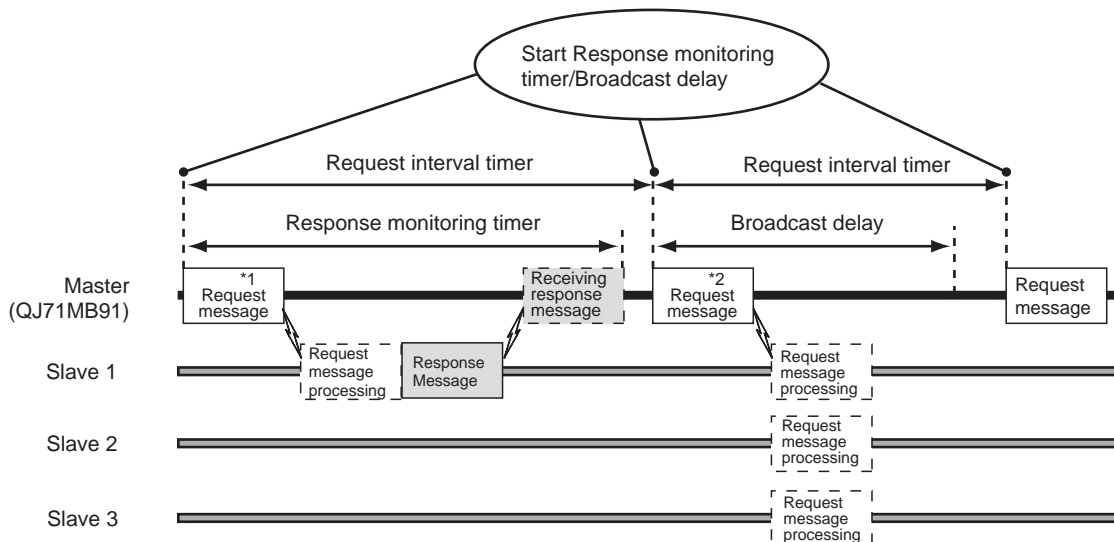 Start Response monitoring
timer/Broadcast delay
Request interval timer
Request interval timer
Response monitoring timer
Broadcast delay
Master
(QJ71MB91)
*1
Request
message
Receiving
response
message
*2
Request
message
Request
message
Slave 1
Request
message
processing
Response
Message
Request
message
processing
Slave 2
Request
message
processing
Slave 3
Request
message
processing